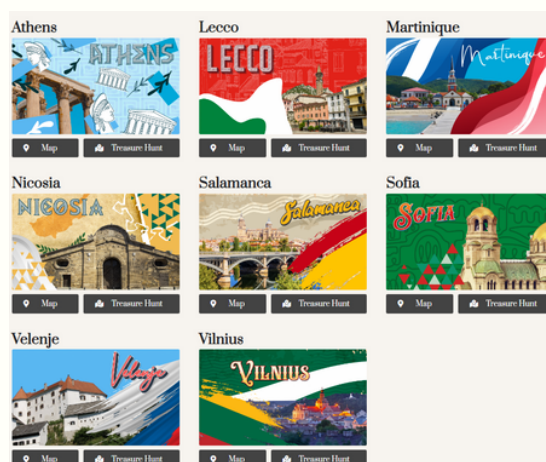 Athens
Lecco
Martinique
ATHENS
LECCO
Martinique
Map
Treasure Hunt
Map
Treasure Hunt
Map
Treasure Hunt
Nicosia
Salamanca
Sofia
NICOSIA
Salamanca
SOFIA
Map
Treasure Hunt
Map
Treasure Hunt
Map
Treasure Hunt
Velenje
Vilnius
Velenje
VILNIUS
Map
Treasure Hunt
Map
Treasure Hunt